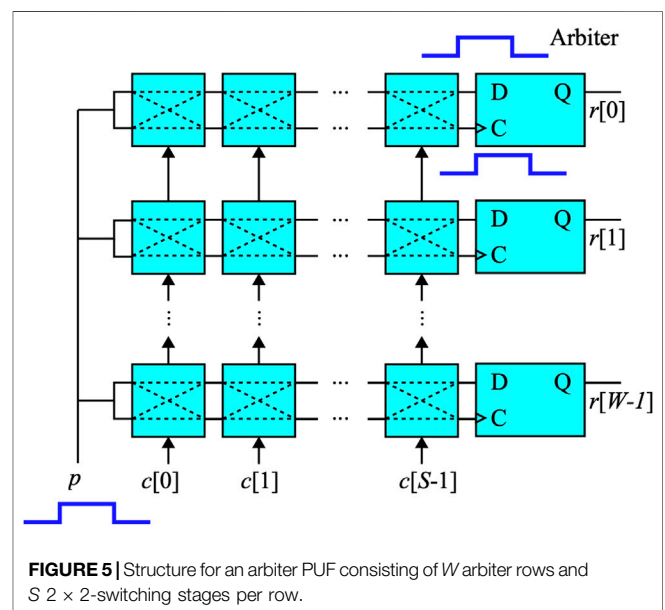 Arbiter
D Q
r[0]
C
D Q
r[1]
C
D Q
r[W-1]
C
p c[0] c[1] c[S-1]
FIGURE 5 | Structure for an arbiter PUF consisting of W arbiter rows and
S 2 × 2-switching stages per row.